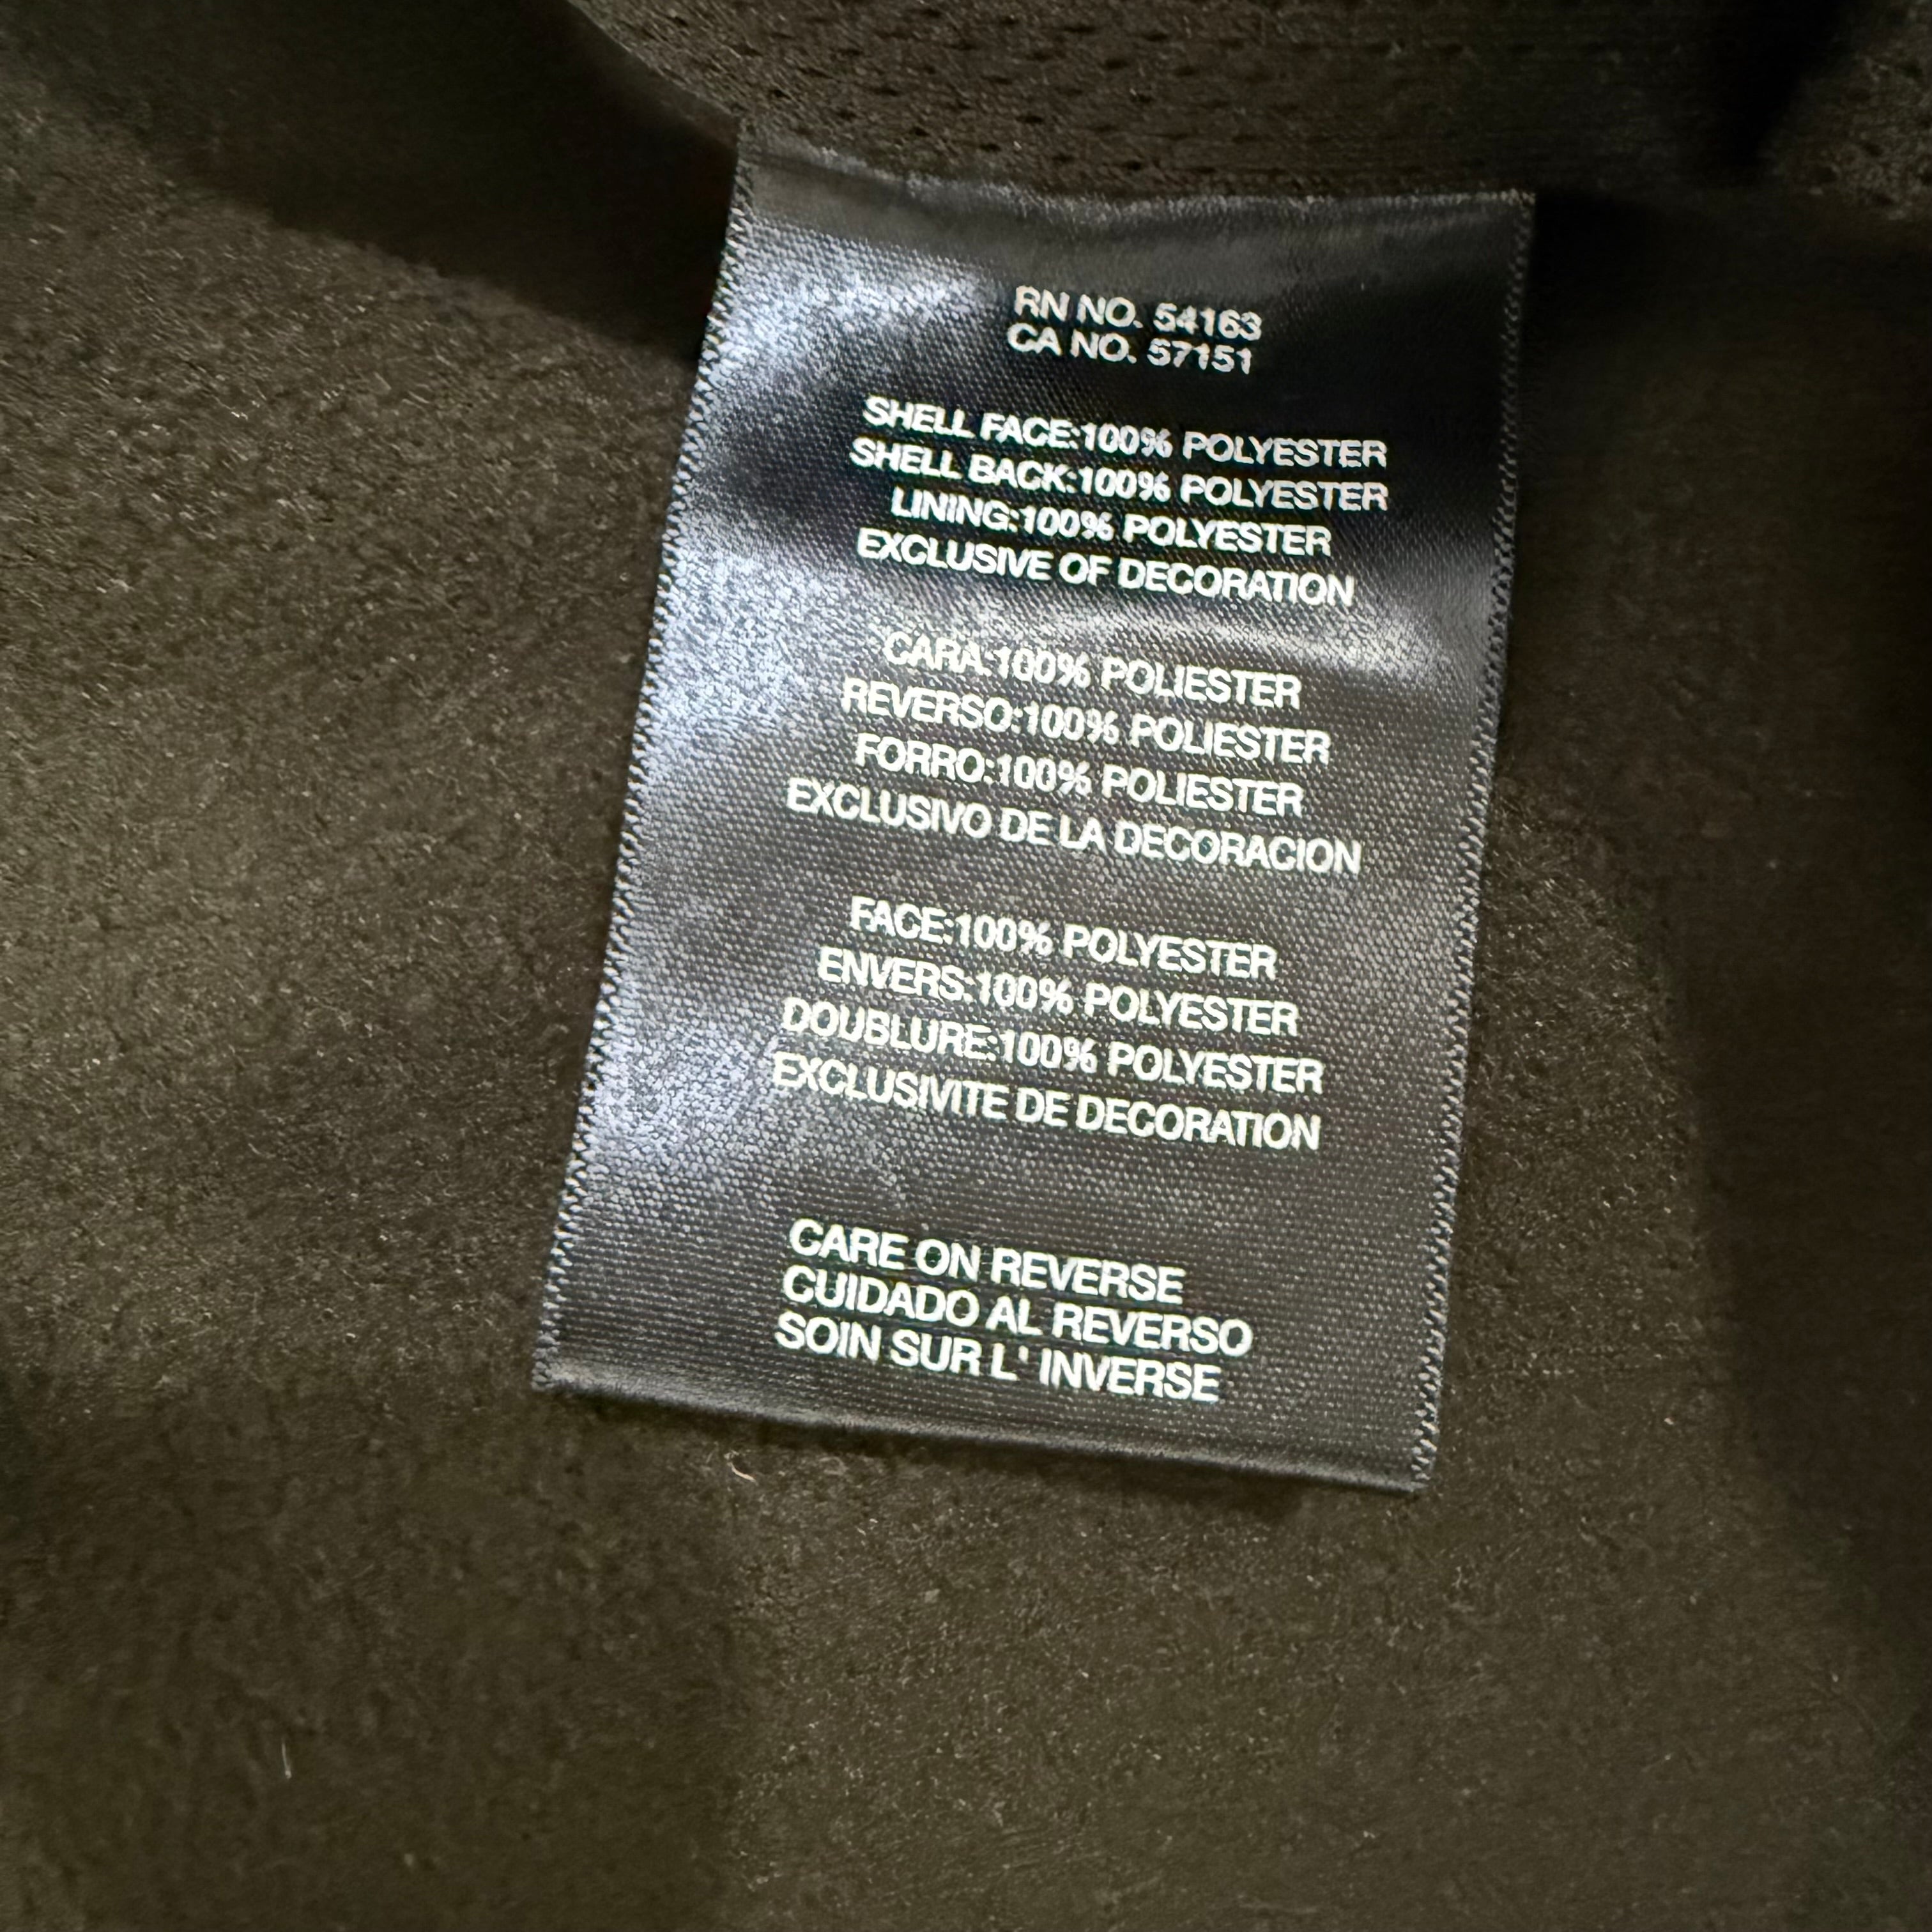 RN NO. 54163
CA NO. 57151
SHELL FACE:100% POLYESTER
SHELL BACK:100% POLYESTER
LINING:100% POLYESTER
EXCLUSIVE OF DECORATION
CARA:100% POLIESTER
REVERSO:100% POLIESTER
FORRO:100% POLIESTER
EXCLUSIVO DE LA DECORACION
FACE:100% POLYESTER
ENVERS:100% POLYESTER
DOUBLURE:100% POLYESTER
EXCLUSIVITE DE DECORATION
CARE ON REVERSE
CUIDADO AL REVERSO
SOIN SUR L' INVERSE